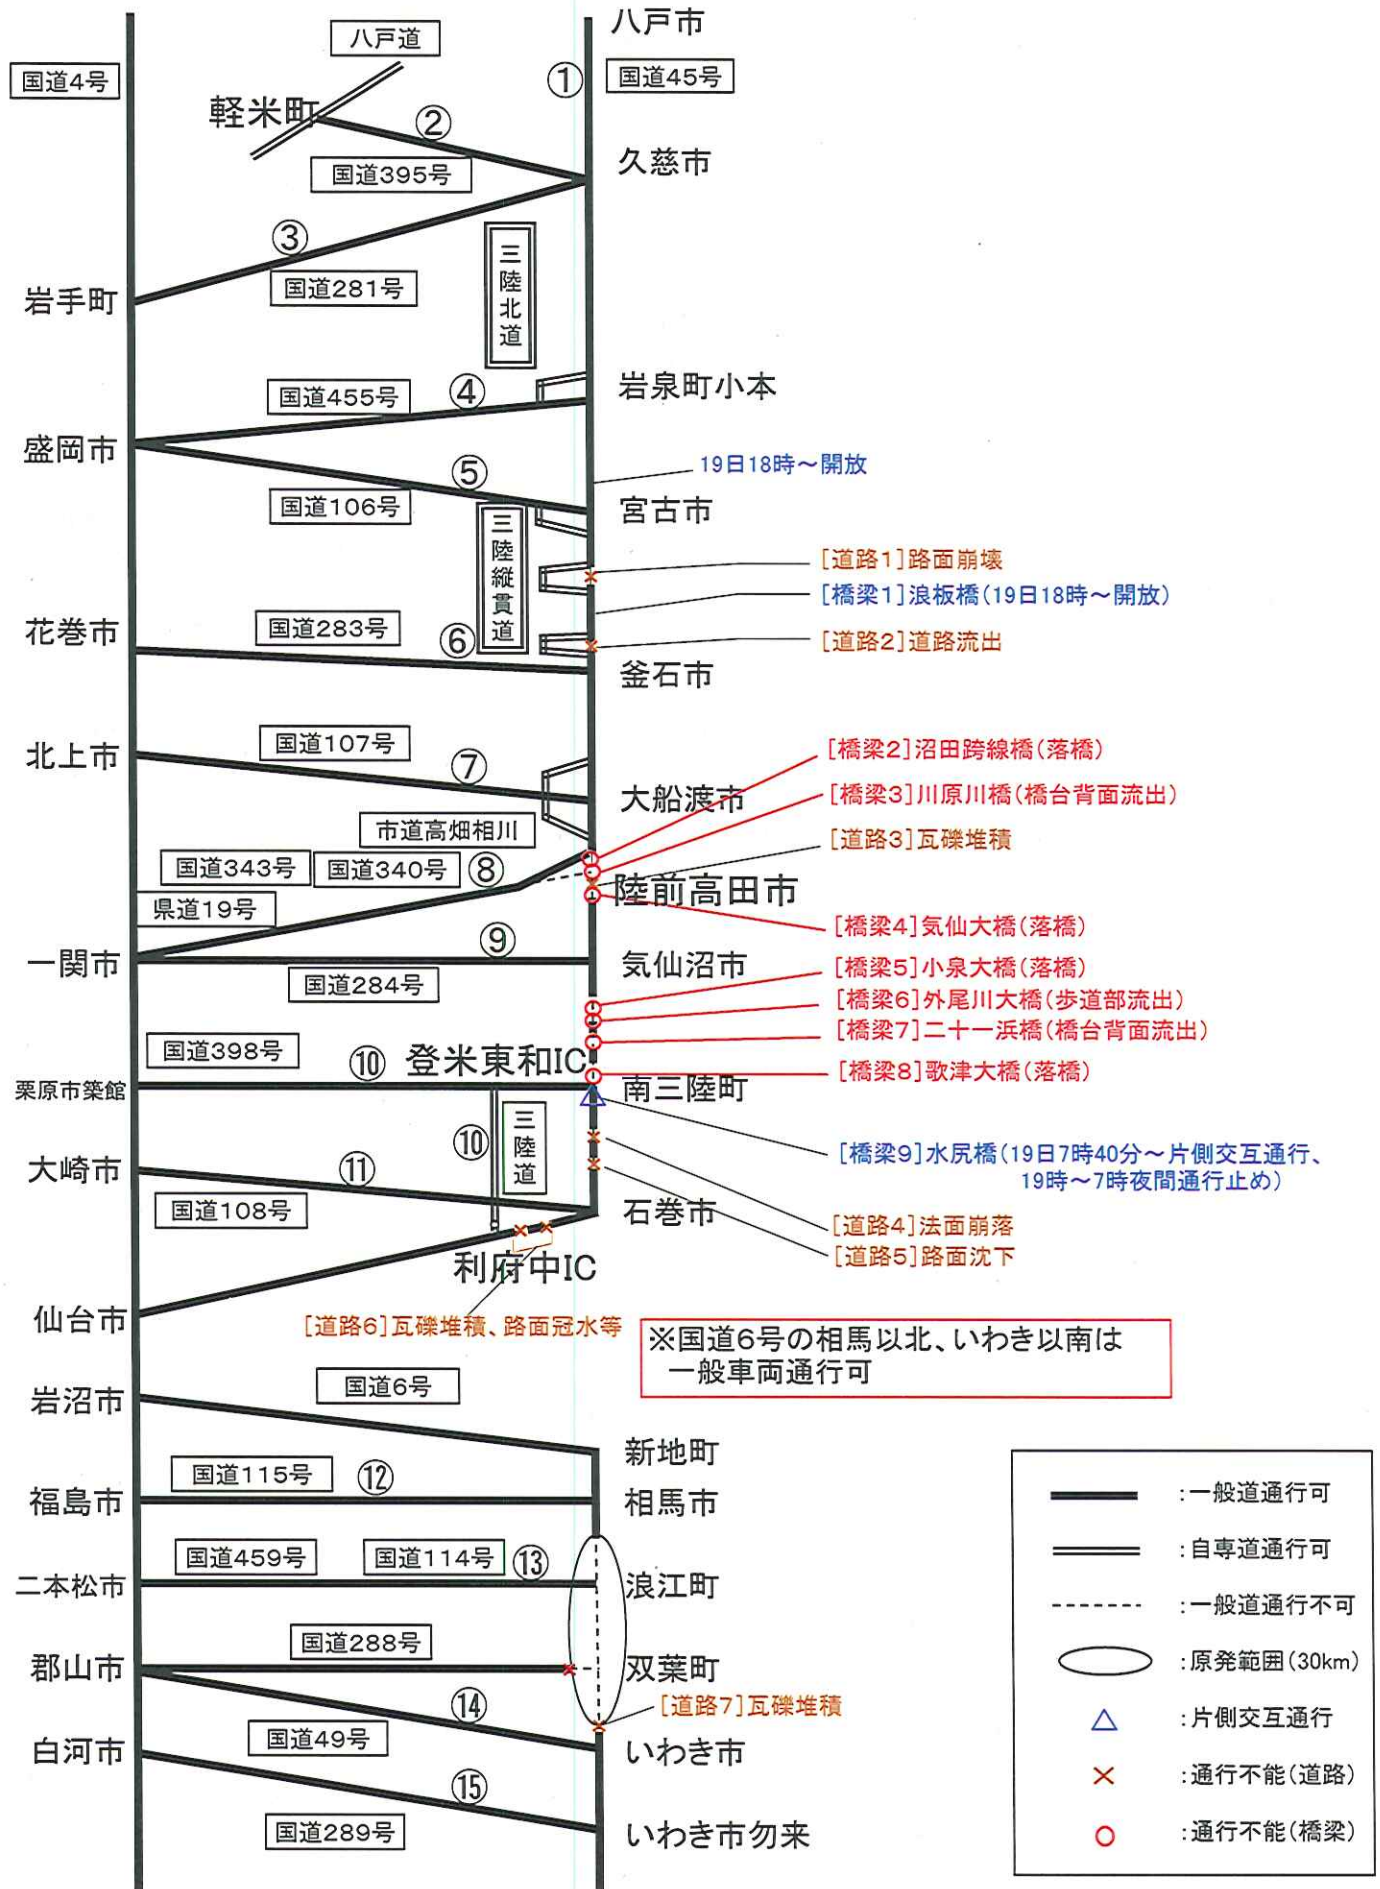 八戸市
八戸道
国道4号
①
国道45号
軽米町
②
久慈市
国道395号
③
三陸北道
国道281号
岩手町
岩泉町小本
国道455号
④
盛岡市
19日18時～開放
⑤
国道106号
宮古市
三陸縦貫道
[道路1]路面崩壊
[橋梁1]浪板橋(19日18時～開放)
花巻市
国道283号
⑥
[道路2]道路流出
釜石市
北上市
国道107号
⑦
[橋梁2]沼田跨線橋(落橋)
大船渡市
[橋梁3]川原川橋(橋台背面流出)
市道高畑相川
[道路3]瓦礫堆積
国道343号
国道340号
⑧
陸前高田市
県道19号
[橋梁4]気仙大橋(落橋)
⑨
一関市
気仙沼市
[橋梁5]小泉大橋(落橋)
国道284号
[橋梁6]外尾川大橋(歩道部流出)
[橋梁7]二十一浜橋(橋台背面流出)
国道398号
⑩
登米東和IC
[橋梁8]歌津大橋(落橋)
栗原市築館
南三陸町
⑩
三陸道
[橋梁9]水尻橋(19日7時40分～片側交互通行、
19時～7時夜間通行止め)
大崎市
⑪
国道108号
石巻市
[道路4]法面崩落
[道路5]路面沈下
利府中IC
仙台市
[道路6]瓦礫堆積、路面冠水等
※国道6号の相馬以北、いわき以南は
一般車両通行可
岩沼市
国道6号
新地町
国道115号
⑫
福島市
相馬市
国道459号
国道114号
⑬
二本松市
浪江町
国道288号
郡山市
双葉町
⑭
[道路7]瓦礫堆積
国道49号
白河市
いわき市
⑮
国道289号
いわき市勿来
:一般道通行可
:自専道通行可
:一般道通行不可
:原発範囲(30km)
:片側交互通行
:通行不能(道路)
:通行不能(橋梁)